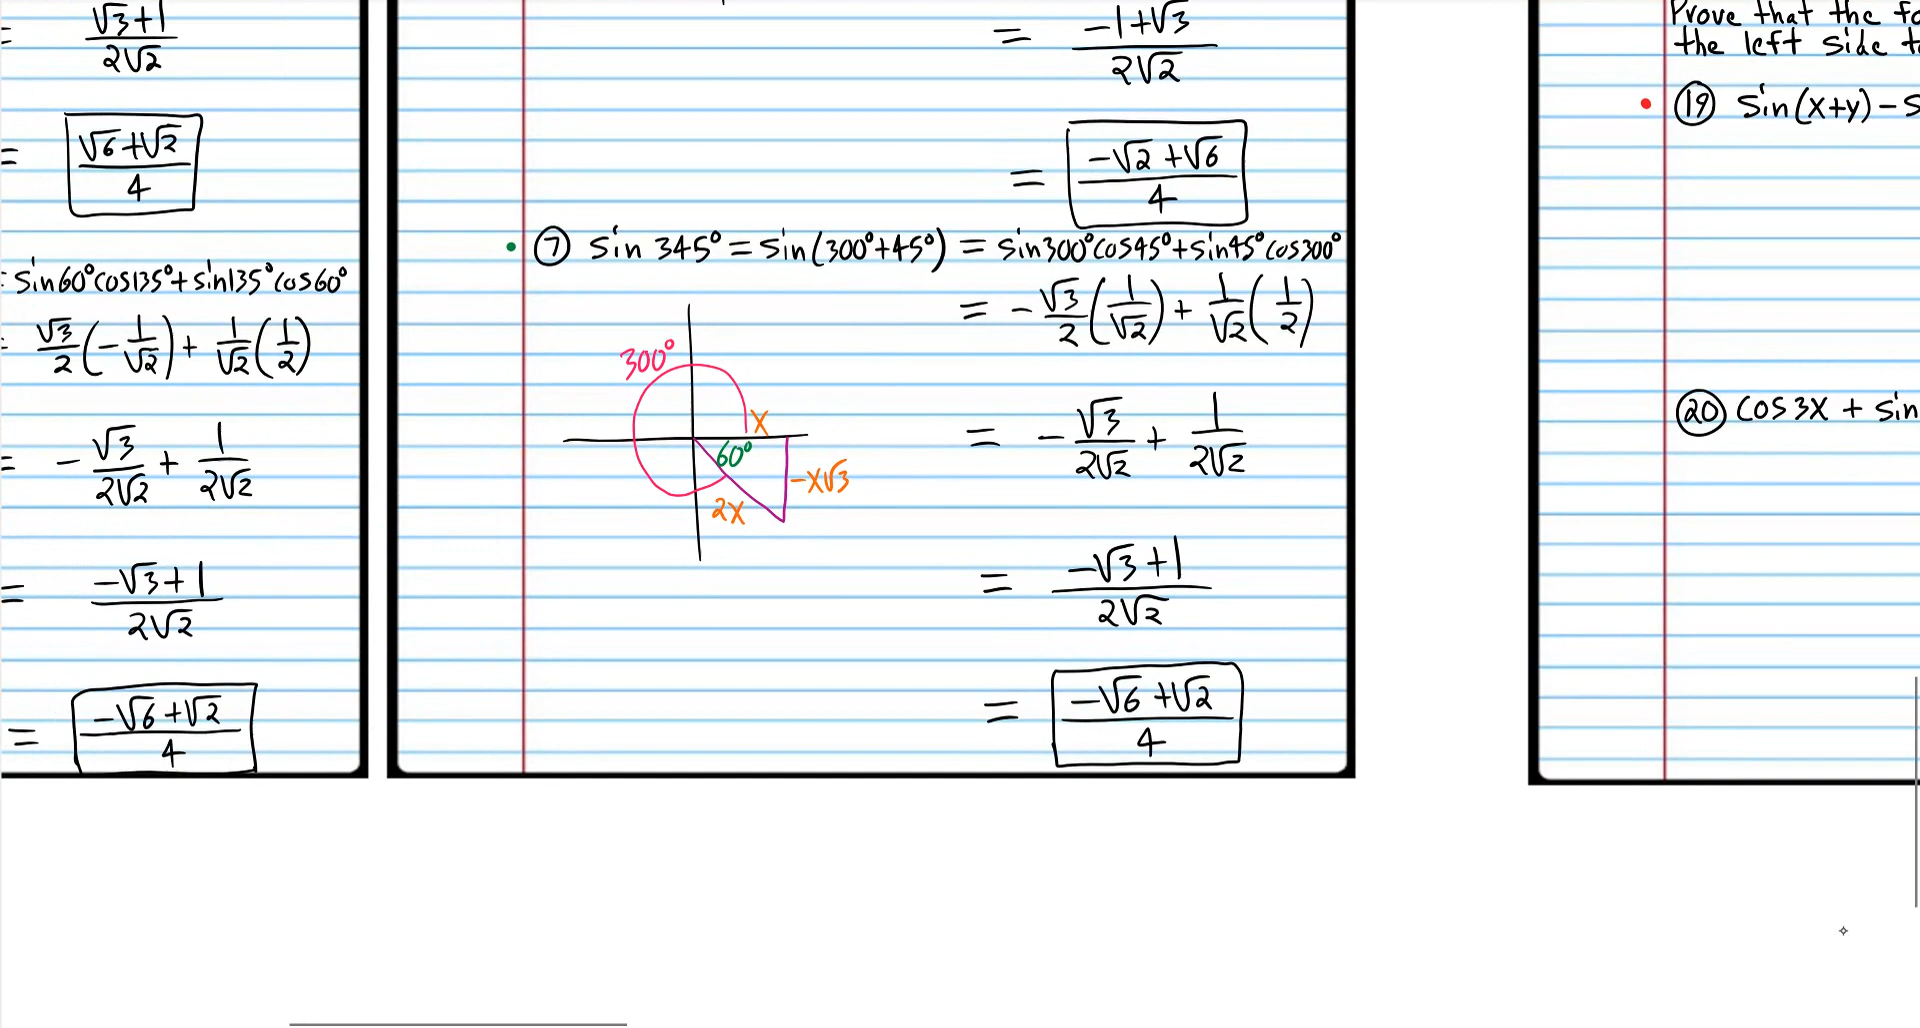 = (√3+1)/(2√2)
= (√6+√2)/4
=sin60°cos135°+sin135°cos60°
= √3/2(-1/√2)+ 1/√2(1/2)
= -√3/(2√2) + 1/(2√2)
= (-√3+1)/(2√2)
= (-√6+√2)/4
= (-1+√3)/(2√2)
= (-√2+√6)/4
• ⑦ sin 345° = sin(300°+45°) = sin300°cos45°+sin45°cos300°
= -√3/2(1/√2)+ 1/√2(1/2)
300°
x
60°
-x√3
2x
= -√3/(2√2) + 1/(2√2)
= (-√3+1)/(2√2)
= (-√6+√2)/4
Prove that the fo
the left side t
• ⑲ sin(x+y)-s
⑳ cos3x + sin